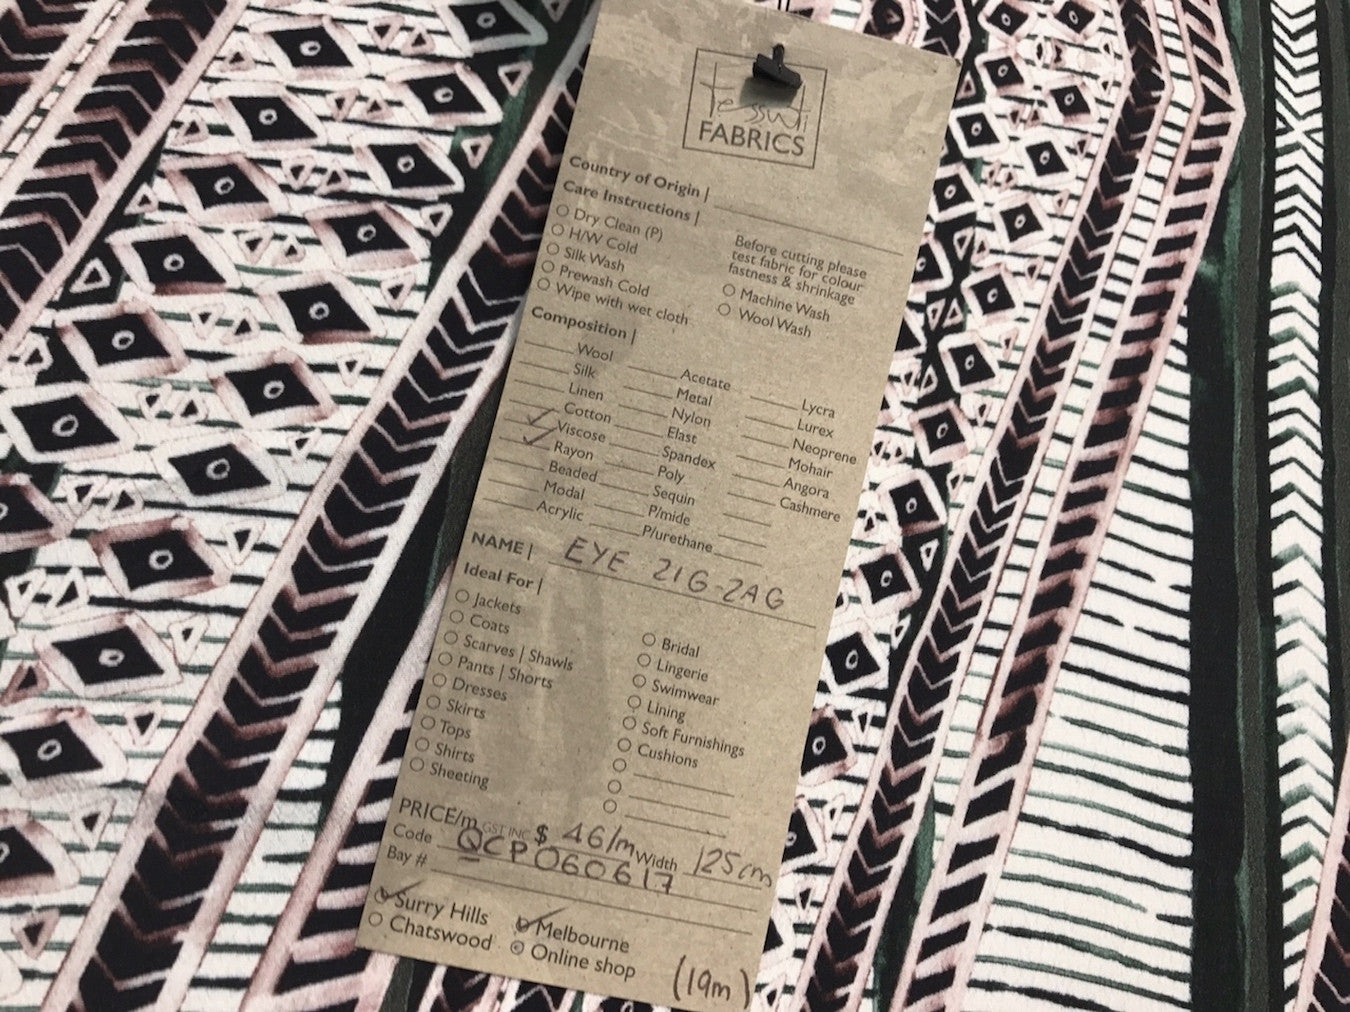 tessuti
FABRICS
Country of Origin |
Care Instructions |
Dry Clean (P)
H/W Cold
Silk Wash
Prewash Cold
Wipe with wet cloth
Before cutting please
test fabric for colour
fastness & shrinkage
Machine Wash
Wool Wash
Composition |
Wool
Silk
Linen
Cotton
Viscose
Rayon
Beaded
Modal
Acrylic
Acetate
Metal
Nylon
Elast
Spandex
Poly
Sequin
P/mide
P/urethane
Lycra
Lurex
Neoprene
Mohair
Angora
Cashmere
NAME | EYE ZIG-ZAG
Ideal For |
Jackets
Coats
Scarves | Shawls
Pants | Shorts
Dresses
Skirts
Tops
Shirts
Sheeting
Bridal
Lingerie
Swimwear
Lining
Soft Furnishings
Cushions
PRICE/m GST INC $ 46/m Width 125cm
Code QCP060617
Bay #
Surry Hills Melbourne
Chatswood Online shop
(19m)